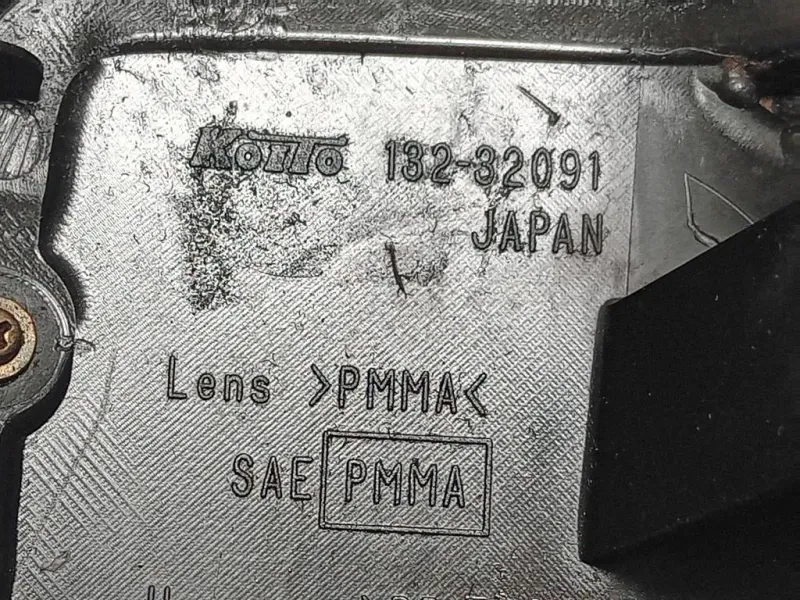 KOITO 132-32091
JAPAN
Lens >PMMA<
SAE PMMA